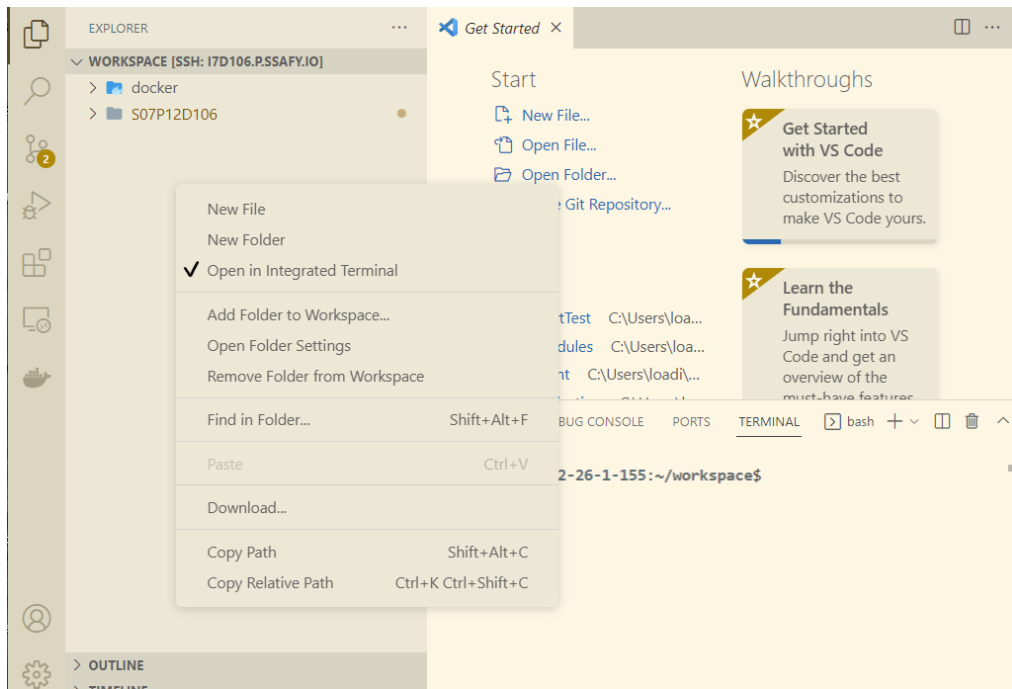 EXPLORER
Get Started
WORKSPACE [SSH: I7D106.P.SSAFY.IO]
docker
S07P12D106
2
New File
New Folder
Open in Integrated Terminal
Add Folder to Workspace...
Open Folder Settings
Remove Folder from Workspace
Find in Folder... Shift+Alt+F
Paste Ctrl+V
Download...
Copy Path Shift+Alt+C
Copy Relative Path Ctrl+K Ctrl+Shift+C
OUTLINE
TIMELINE
Start
New File...
Open File...
Open Folder...
Git Repository...
C:\Users\loa...
C:\Users\loa...
C:\Users\loadi\...
Walkthroughs
Get Started
with VS Code
Discover the best
customizations to
make VS Code yours.
Learn the
Fundamentals
Jump right into VS
Code and get an
overview of the
must-have features
BUG CONSOLE PORTS TERMINAL bash
2-26-1-155:~/workspace$